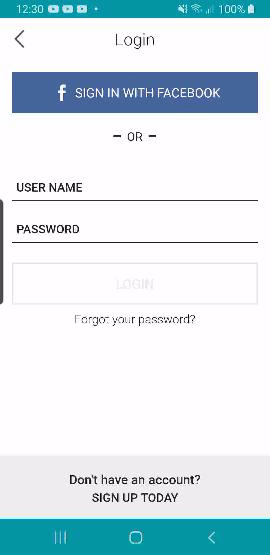 12:30 100%
Login
f SIGN IN WITH FACEBOOK
- OR -
USER NAME
PASSWORD
LOGIN
Forgot your password?
Don't have an account?
SIGN UP TODAY